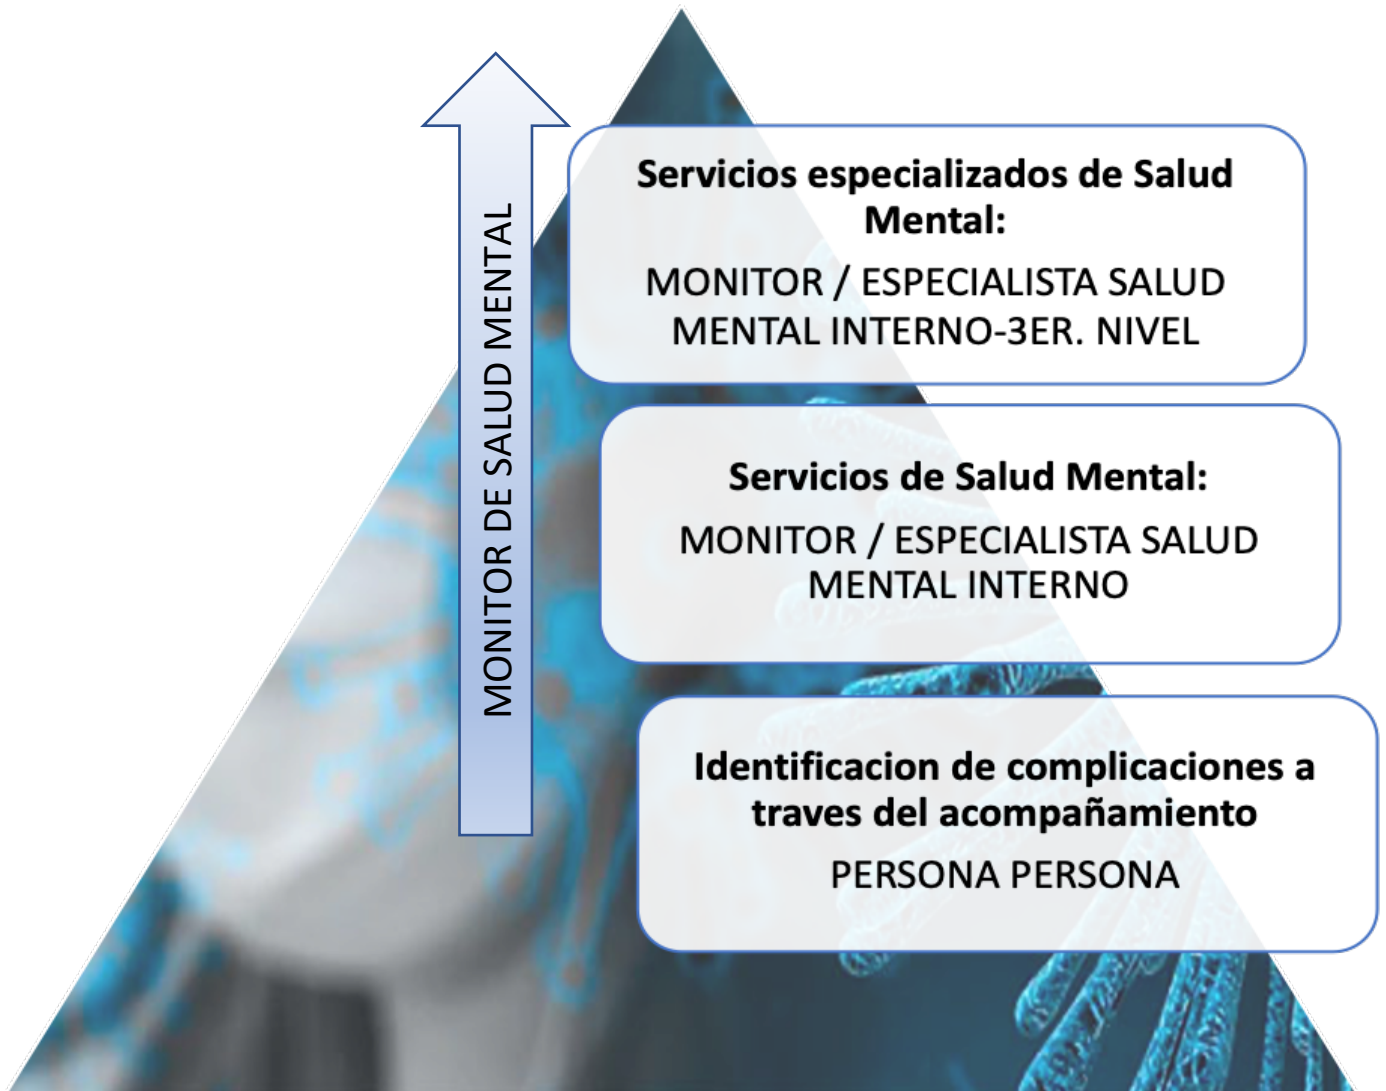 MONITOR DE SALUD MENTAL
Servicios especializados de Salud
Mental:
MONITOR / ESPECIALISTA SALUD
MENTAL INTERNO-3ER. NIVEL
Servicios de Salud Mental:
MONITOR / ESPECIALISTA SALUD
MENTAL INTERNO
Identificacion de complicaciones a
traves del acompañamiento
PERSONA PERSONA